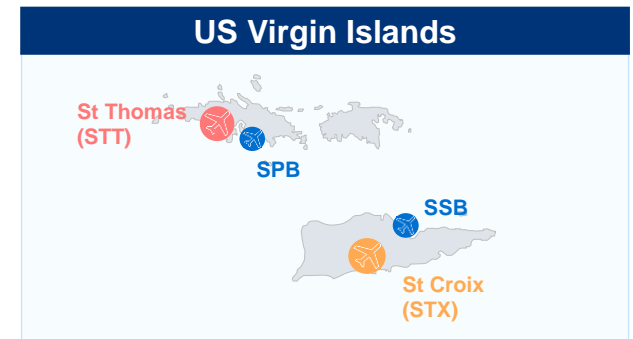 US Virgin Islands
St Thomas
(STT)
SPB
SSB
St Croix
(STX)